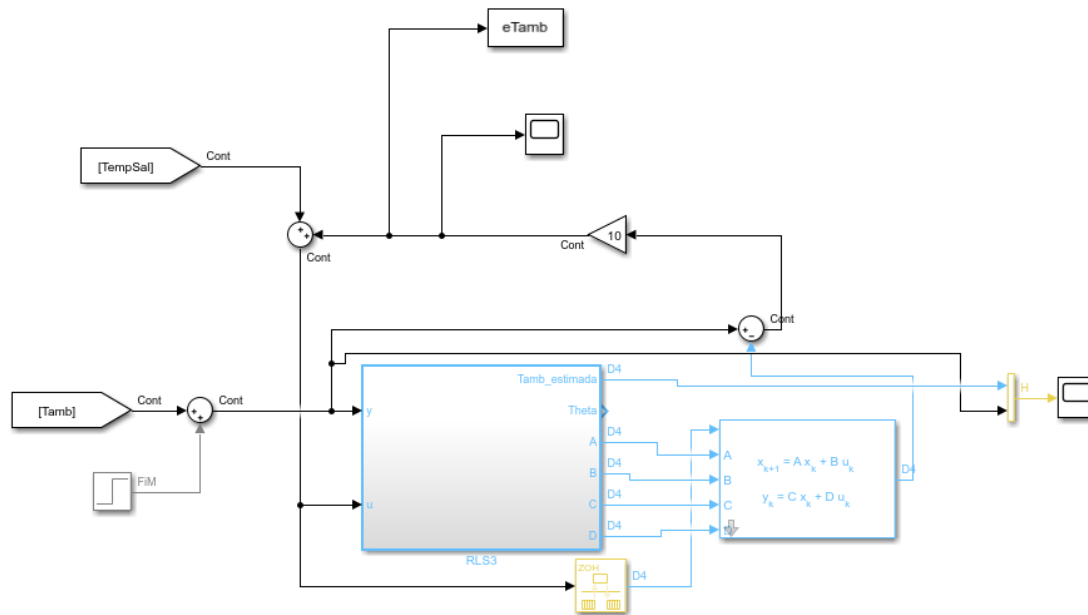 eTamb
[TempSal]
Cont
+
+
Cont
Cont
10
+
−
Cont
[Tamb]
Cont
+
+
Cont
FiM
y
u
Tamb_estimada
Theta
A
B
C
D
RLS3
D4
D4
D4
D4
D4
ZOH
D4
A
B
C
x_{k+1} = A x_k + B u_k
y_k = C x_k + D u_k
D4
H